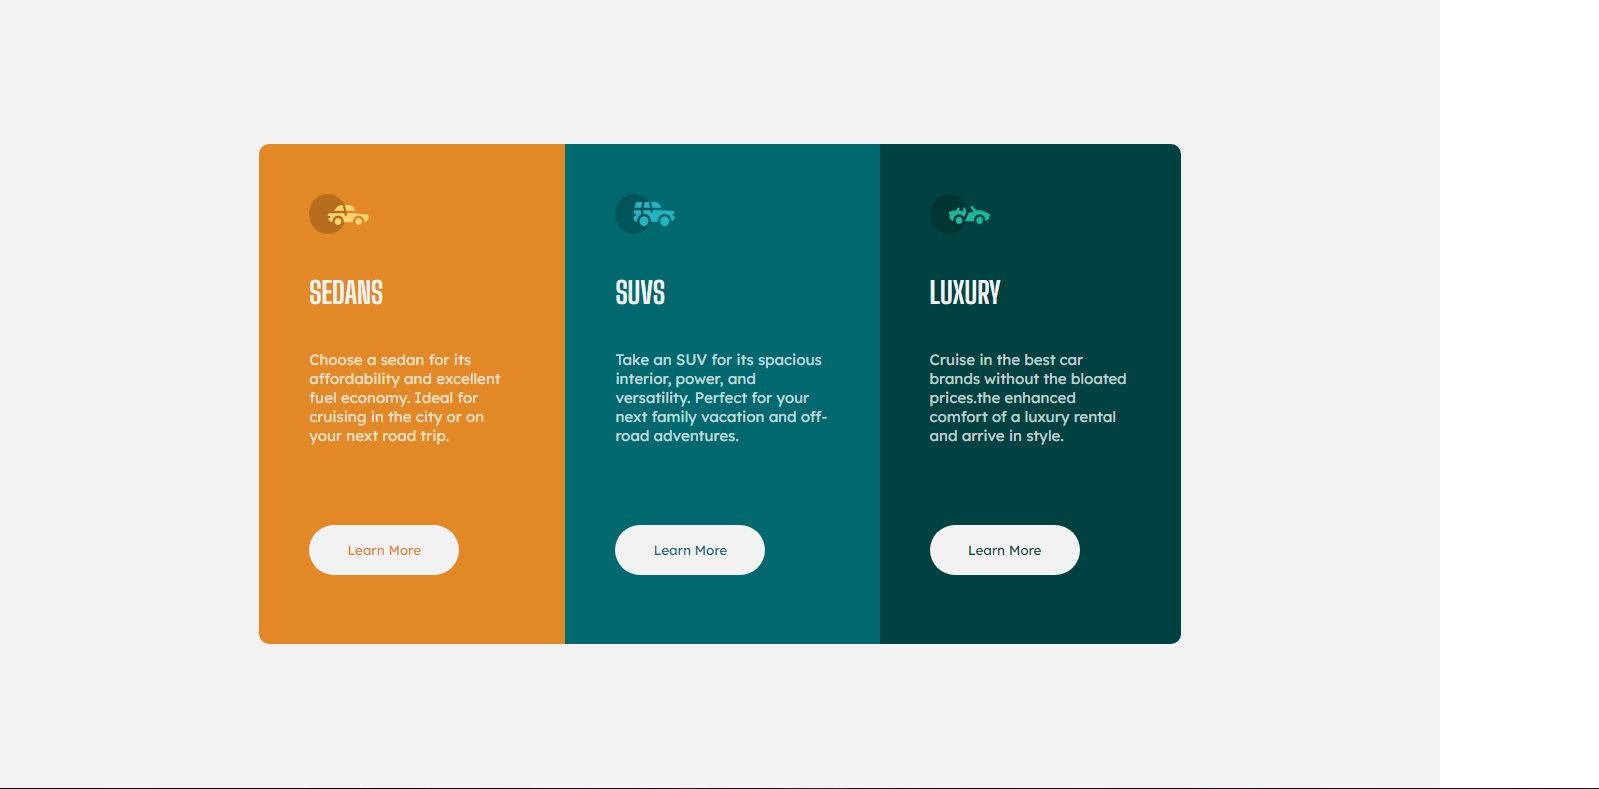 SEDANS
Choose a sedan for its
affordability and excellent
fuel economy. Ideal for
cruising in the city or on
your next road trip.
Learn More
SUVS
Take an SUV for its spacious
interior, power, and
versatility. Perfect for your
next family vacation and off-
road adventures.
Learn More
LUXURY
Cruise in the best car
brands without the bloated
prices.the enhanced
comfort of a luxury rental
and arrive in style.
Learn More